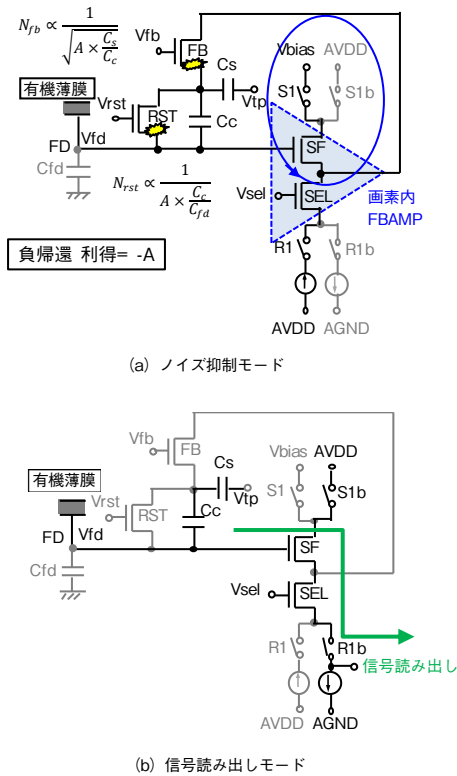 N_fb ∝ 1 / √(A × C_s/C_c)
Vfb
FB
Cs
Vtp
Cc
有機薄膜
Vrst
RST
FD
Vfd
Cfd
N_rst ∝ 1 / (A × C_c/C_fd)
負帰還 利得= -A
Vbias
AVDD
S1
S1b
SF
Vsel
SEL
画素内
FBAMP
R1
R1b
AVDD
AGND
(a) ノイズ抑制モード
Vfb
FB
Cs
Vtp
Cc
有機薄膜
Vrst
RST
FD
Vfd
Cfd
Vbias
AVDD
S1
S1b
SF
Vsel
SEL
R1
R1b
信号読み出し
AVDD
AGND
(b) 信号読み出しモード